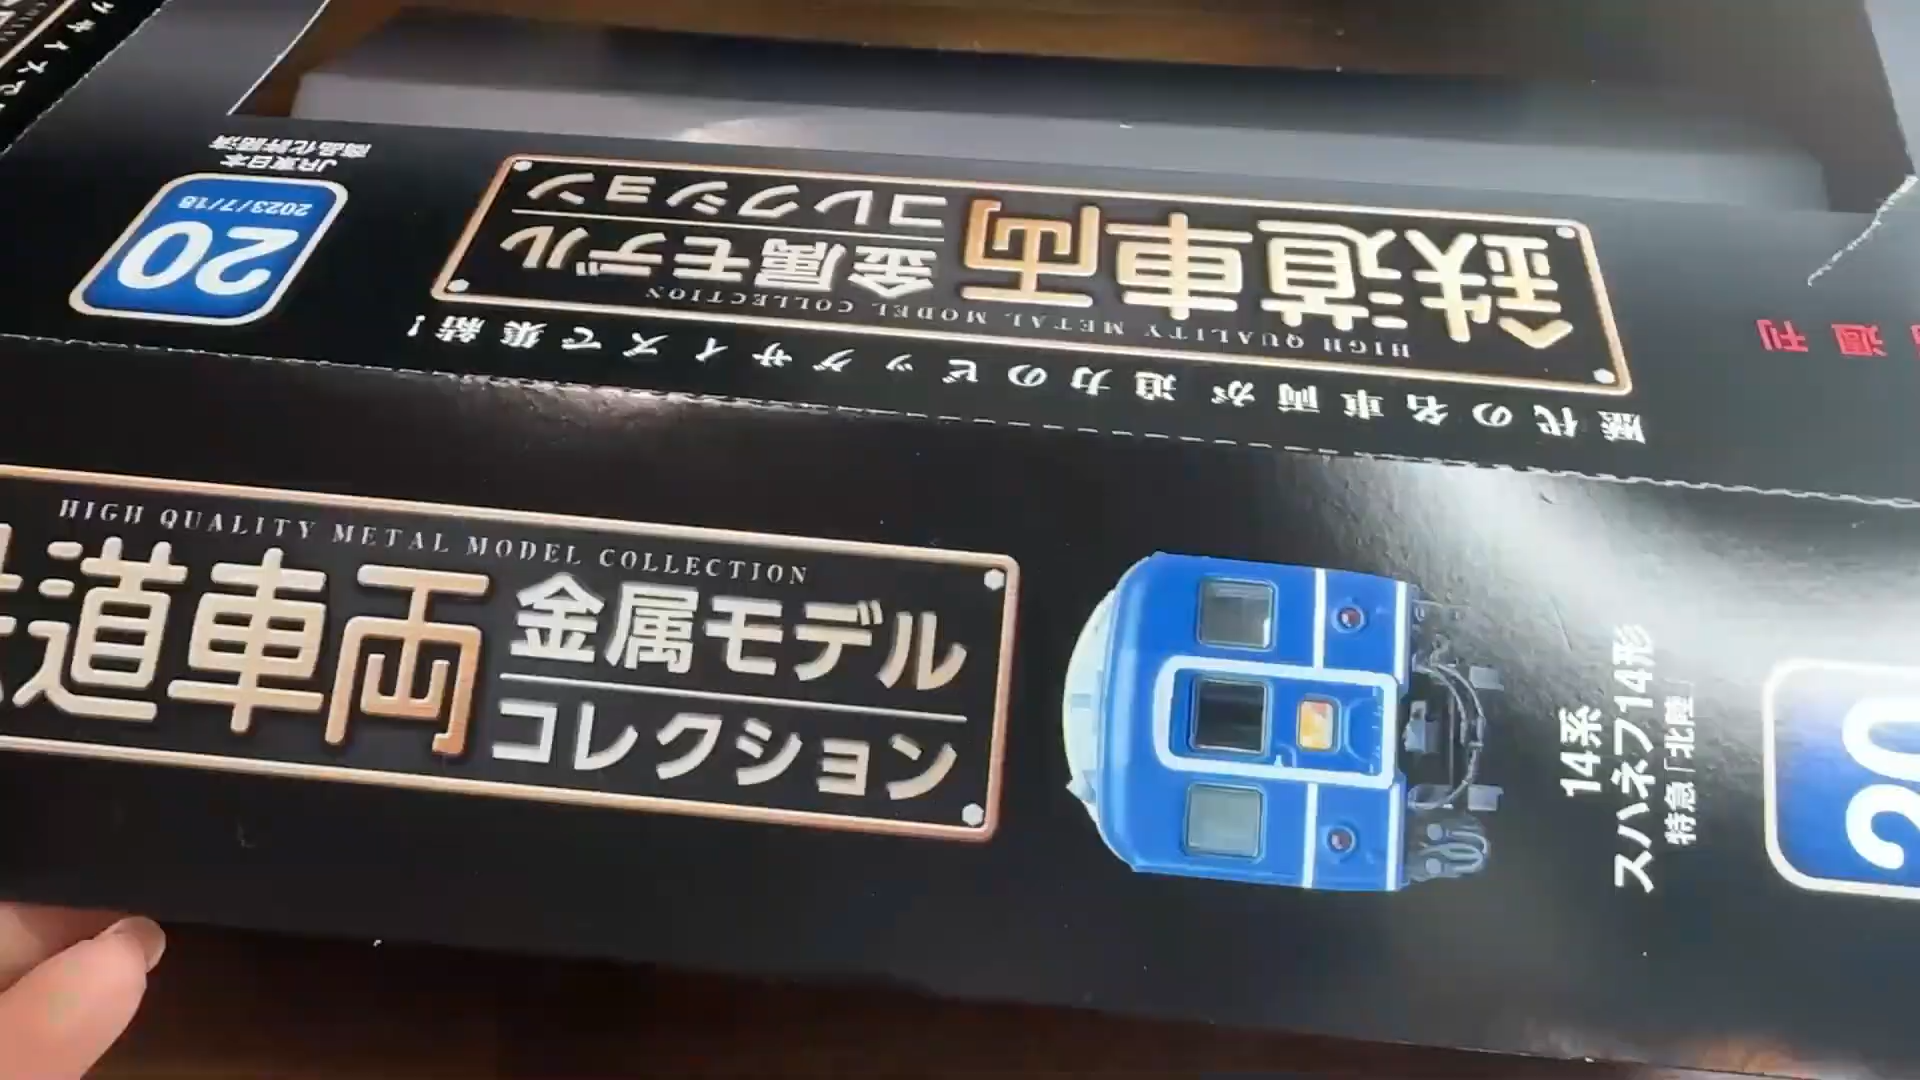 JR東日本
商品化許諾済
20
2023/7/18
週刊
歴代の名車両が迫力のビッグサイズで集結!
HIGH QUALITY METAL MODEL COLLECTION
鉄道車両
金属モデル
コレクション
HIGH QUALITY METAL MODEL COLLECTION
道車両
金属モデル
コレクション
14系
スハネフ14形
特急「北陸」
20